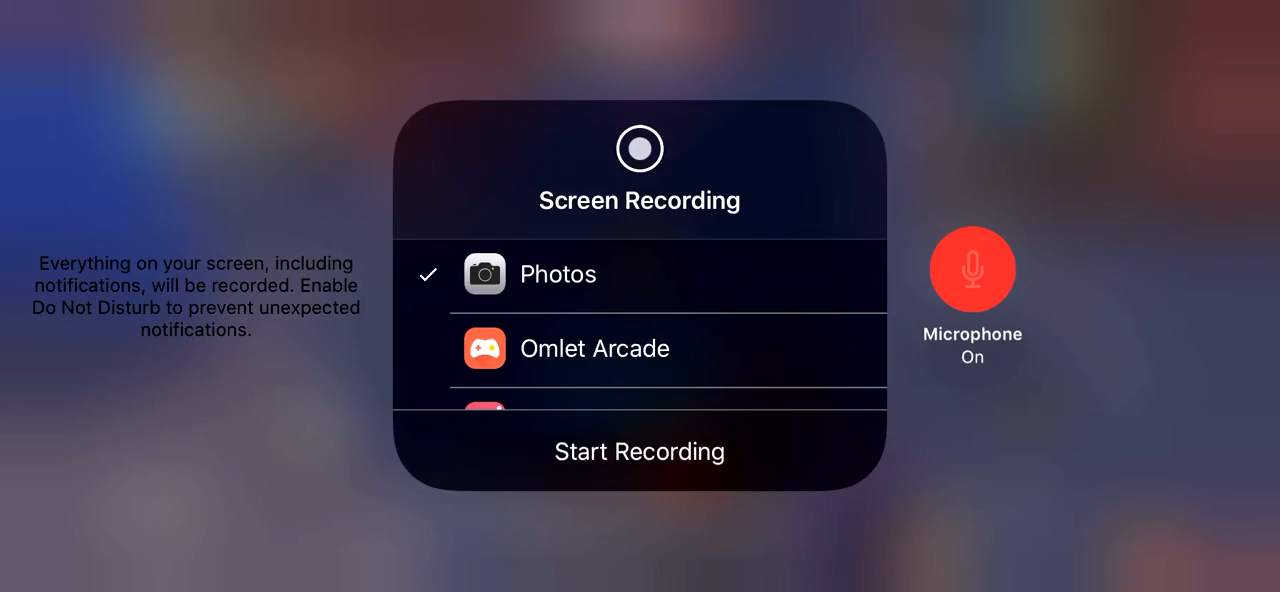 Everything on your screen, including
notifications, will be recorded. Enable
Do Not Disturb to prevent unexpected
notifications.
Screen Recording
Photos
Omlet Arcade
Start Recording
Microphone
On